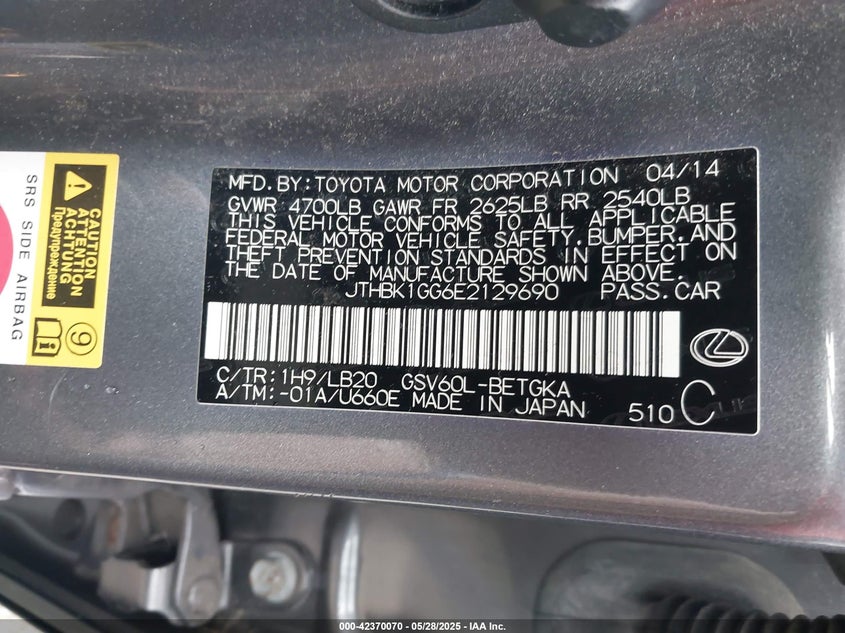 SRS SIDE AIRBAG
CAUTION
ATTENTION
ACHTUNG
Предупреждение
9
i
MFD.BY:TOYOTA MOTOR CORPORATION 04/14
GVWR 4700LB GAWR FR 2625LB RR 2540LB
THIS VEHICLE CONFORMS TO ALL APPLICABLE
FEDERAL MOTOR VEHICLE SAFETY,BUMPER,AND
THEFT PREVENTION STANDARDS IN EFFECT ON
THE DATE OF MANUFACTURE SHOWN ABOVE.
JTHBK1GG6E2129690 PASS.CAR
C/TR:1H9/LB20 GSV60L-BETGKA
A/TM:-01A/U660E MADE IN JAPAN
510 C
000-42370070 - 05/28/2025 - IAA Inc.